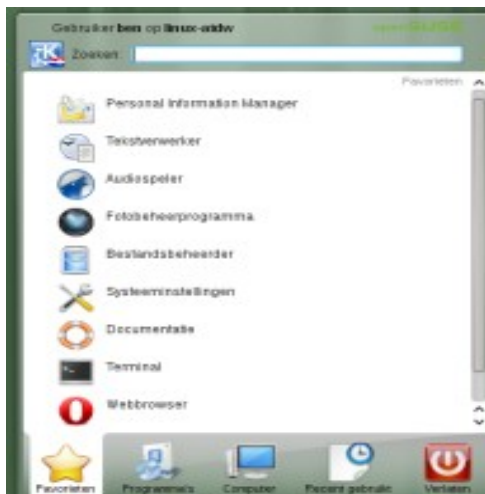 Gebruiker ben op linux-atdw
openSUSE
Zoeken:
Favorieten
Personal Information Manager
Tekstverwerker
Audiospeler
Fotobeheerprogramma
Bestandsbeheerder
Systeeminstellingen
Documentatie
Terminal
Webbrowser
Favorieten
Programma's
Computer
Recent gebruikt
Verlaten